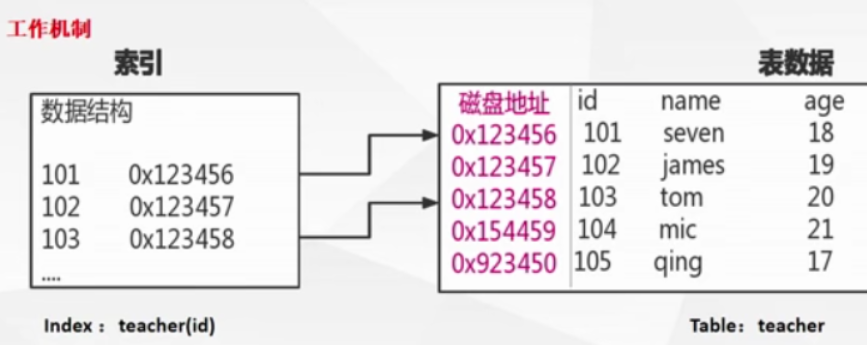 工作机制
索引
数据结构
101 0x123456
102 0x123457
103 0x123458
....
Index： teacher(id)
表数据
磁盘地址 id name age
0x123456 101 seven 18
0x123457 102 james 19
0x123458 103 tom 20
0x154459 104 mic 21
0x923450 105 qing 17
Table： teacher